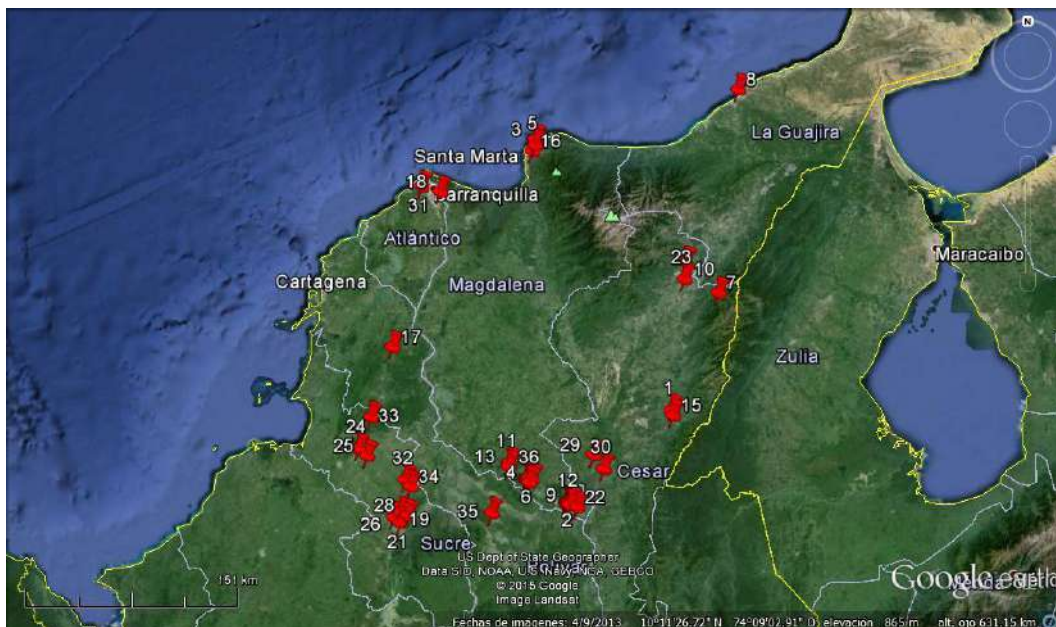 N
8
La Guajira
5
3
16
Santa Marta
18
Barranquilla
31
Atlántico
23
10
Maracaibo
Cartagena
Magdalena
7
17
Zulia
1
15
33
24
25
11
29
30
32
13
36
4
Cesar
34
6
12
9
22
28
35
2
26
19
21
Sucre
US Dept of State Geographer
Bolívar
Data SIO, NOAA, U.S. Navy, NGA, GEBCO
151 km
© 2015 Google
Image Landsat
Google earth
Fechas de imágenes: 4/9/2013 10°11'26.72" N 74°09'02.91" O elevación 865 m alt. ojo 631.15 km